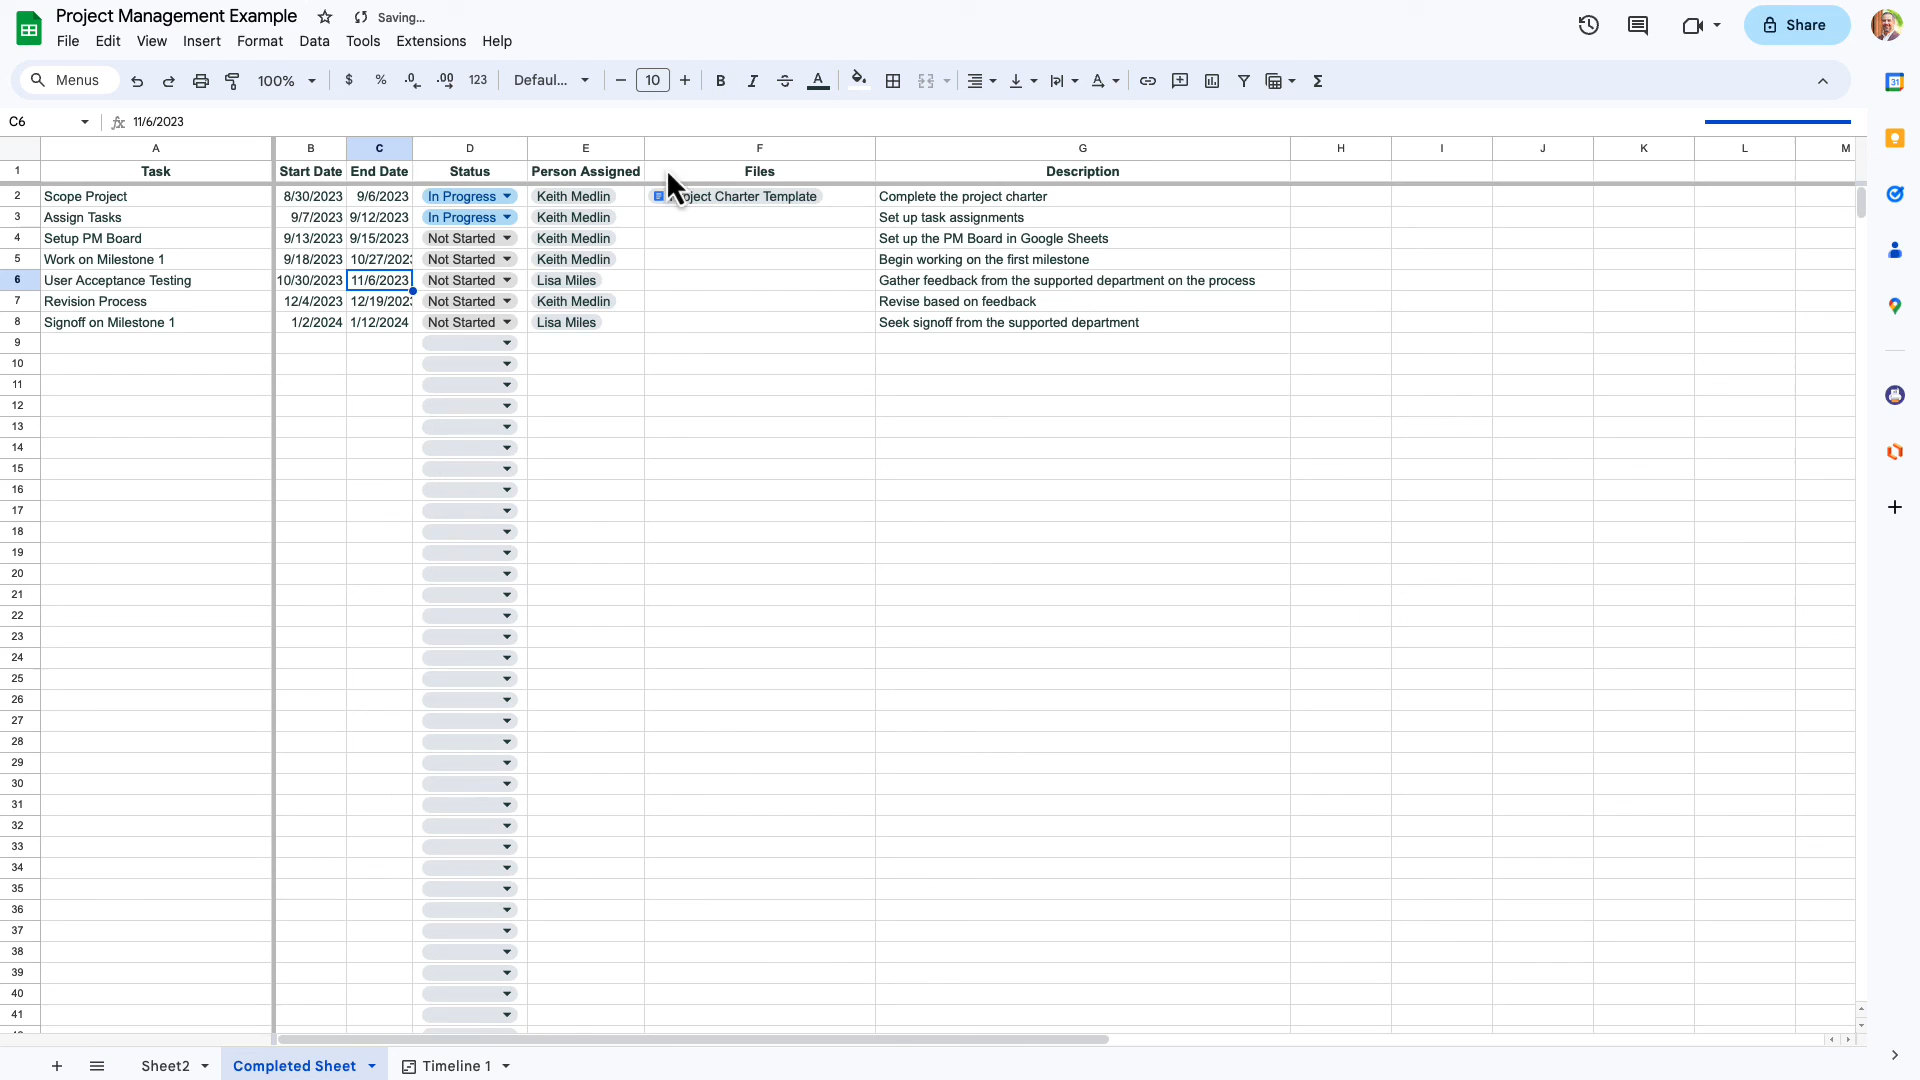 Project Management Example Saving...
File Edit View Insert Format Data Tools Extensions Help
Share
Menus 100% $ % .0 .00 123 Defaul... 10 B I A
31
C6 fx 11/6/2023
A B C D E F G H I J K L M
1 Task Start Date End Date Status Person Assigned Files Description
2 Scope Project 8/30/2023 9/6/2023 In Progress Keith Medlin Charter Template Complete the project charter
3 Assign Tasks 9/7/2023 9/12/2023 In Progress Keith Medlin Set up task assignments
4 Setup PM Board 9/13/2023 9/15/2023 Not Started Keith Medlin Set up the PM Board in Google Sheets
5 Work on Milestone 1 9/18/2023 10/27/202 Not Started Keith Medlin Begin working on the first milestone
6 User Acceptance Testing 10/30/2023 11/6/2023 Not Started Lisa Miles Gather feedback from the supported department on the process
7 Revision Process 12/4/2023 12/19/202 Not Started Keith Medlin Revise based on feedback
8 Signoff on Milestone 1 1/2/2024 1/12/2024 Not Started Lisa Miles Seek signoff from the supported department
9
10
11
12
13
14
15
16
17
18
19
20
21
22
23
24
25
26
27
28
29
30
31
32
33
34
35
36
37
38
39
40
41
Sheet2 Completed Sheet Timeline 1